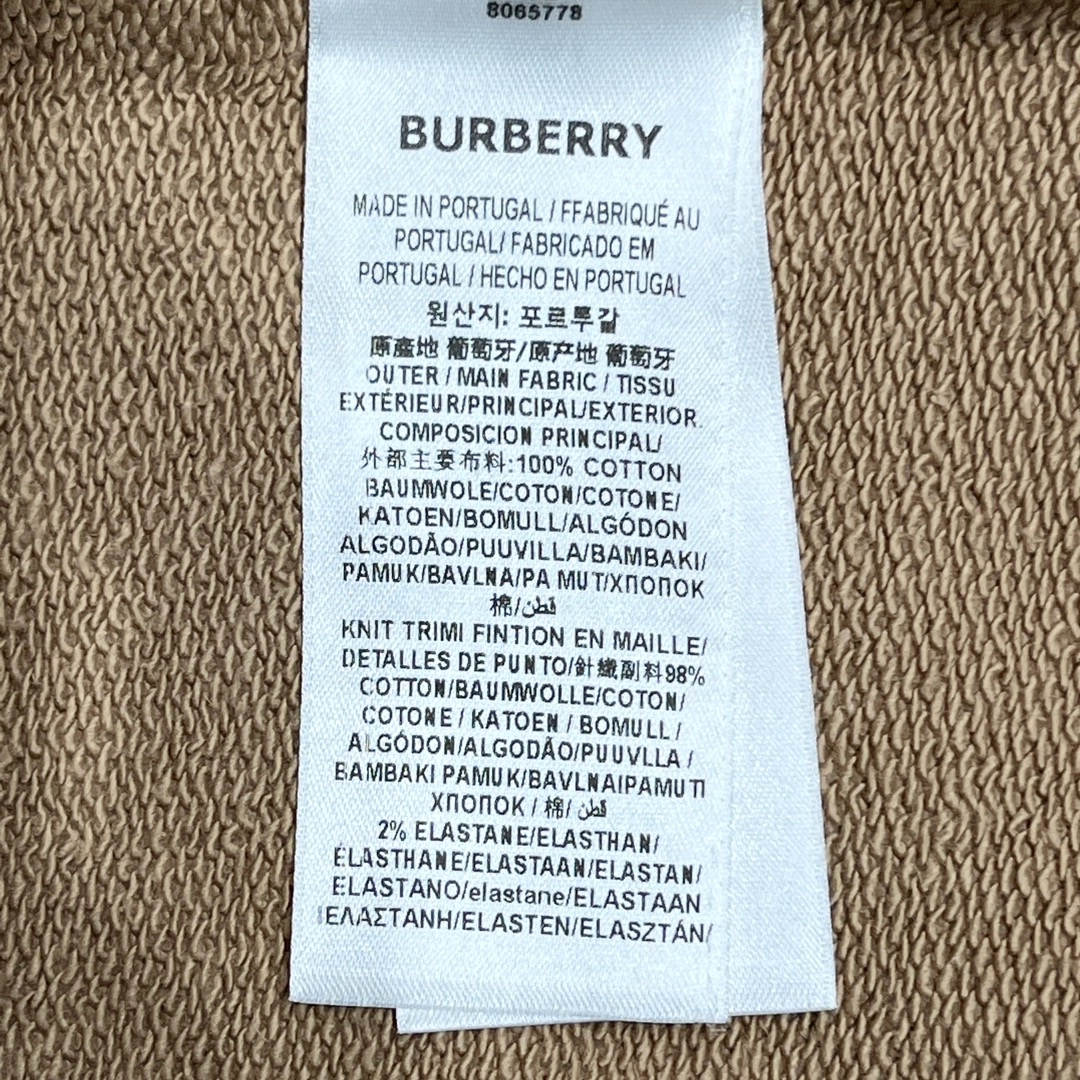 8065778
BURBERRY
MADE IN PORTUGAL / FFABRIQUÉ AU
PORTUGAL/ FABRICADO EM
PORTUGAL / HECHO EN PORTUGAL
원산지: 포르투갈
原產地 葡萄牙/原产地 葡萄牙
OUTER / MAIN FABRIC / TISSU
EXTÉRIEUR/PRINCIPAL/EXTERIOR.
COMPOSICION PRINCIPAL/
外部主要布料:100% COTTON
BAUMWOLE/COTON/COTONE/
KATOEN/BOMULL/ALGÓDON
ALGODÃO/PUUVILLA/BAMBAKI/
PAMUK/BAVLNA/PA MUT/ХПОПОК
棉/قطن
KNIT TRIMI FINTION EN MAILLE/
DETALLES DE PUNTO/針織副料98%
COTTON/BAUMWOLLE/COTON/
COTONE / KATOEN / BOMULL /
ALGÓDON/ALGODÃO/PUUVLLA /
BAMBAKI PAMUK/BAVLNAIPAMUTI
ХПОПОК / 棉/ قطن
2% ELASTANE/ELASTHAN/
ÉLASTHANE/ELASTAAN/ELASTAN/
ELASTANO/elastane/ELASTAAN
IΕΛΑΣΤΑΝΗ/ELASTEN/ELASZTÁN/